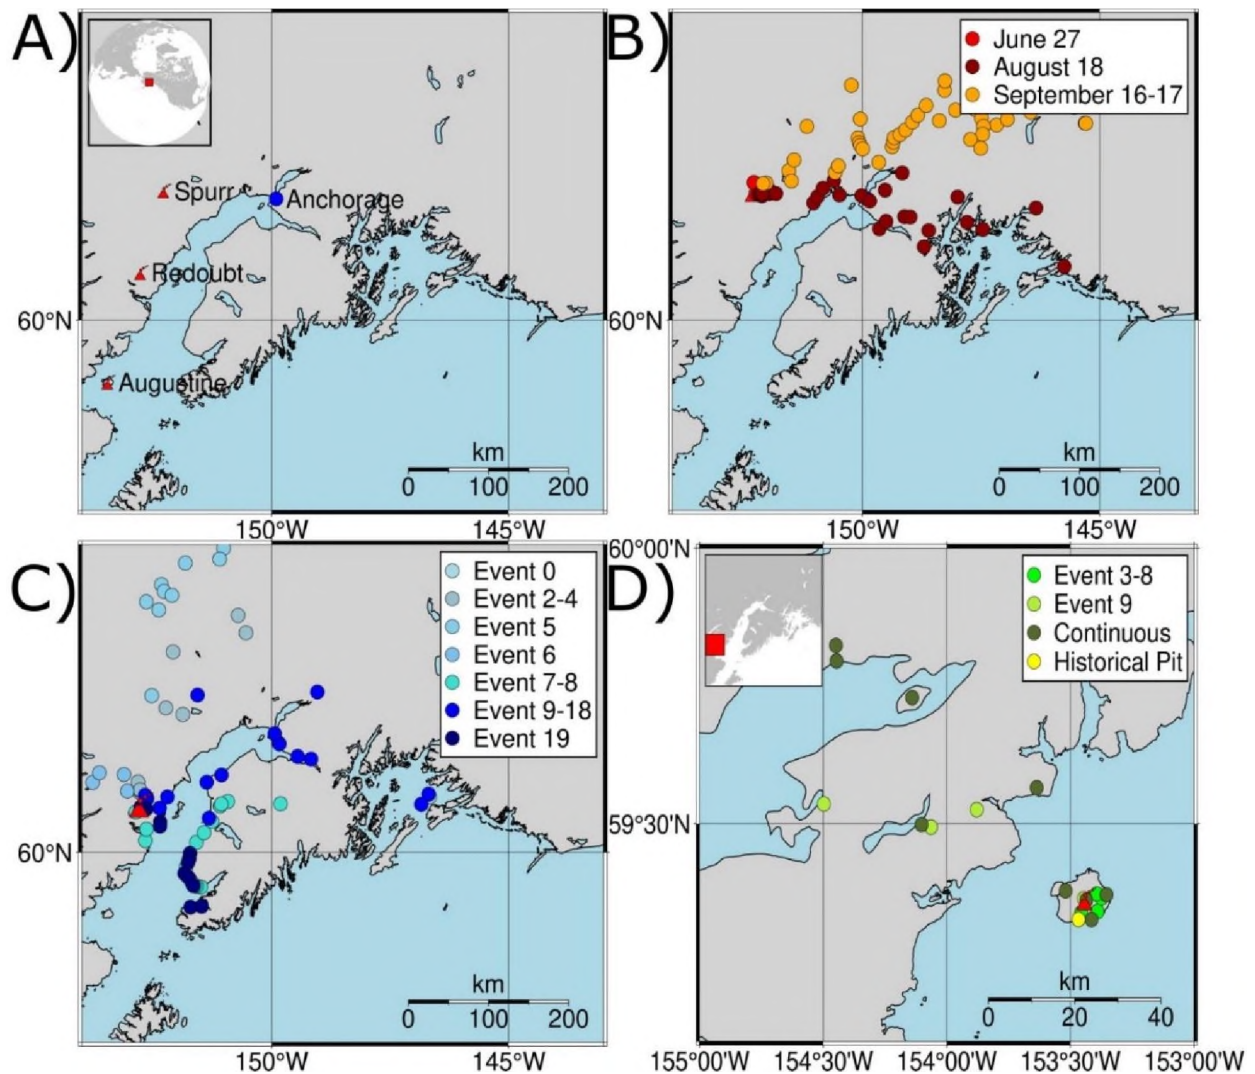 A)
Spurr
Anchorage
Redoubt
Augustine
60°N
km
0 100 200
150°W 145°W
B)
June 27
August 18
September 16-17
60°N
km
0 100 200
150°W 145°W
C)
Event 0
Event 2-4
Event 5
Event 6
Event 7-8
Event 9-18
Event 19
60°N
km
0 100 200
150°W 145°W
D)
60°00'N
Event 3-8
Event 9
Continuous
Historical Pit
59°30'N
km
0 20 40
155°00'W 154°30'W 154°00'W 153°30'W 153°00'W